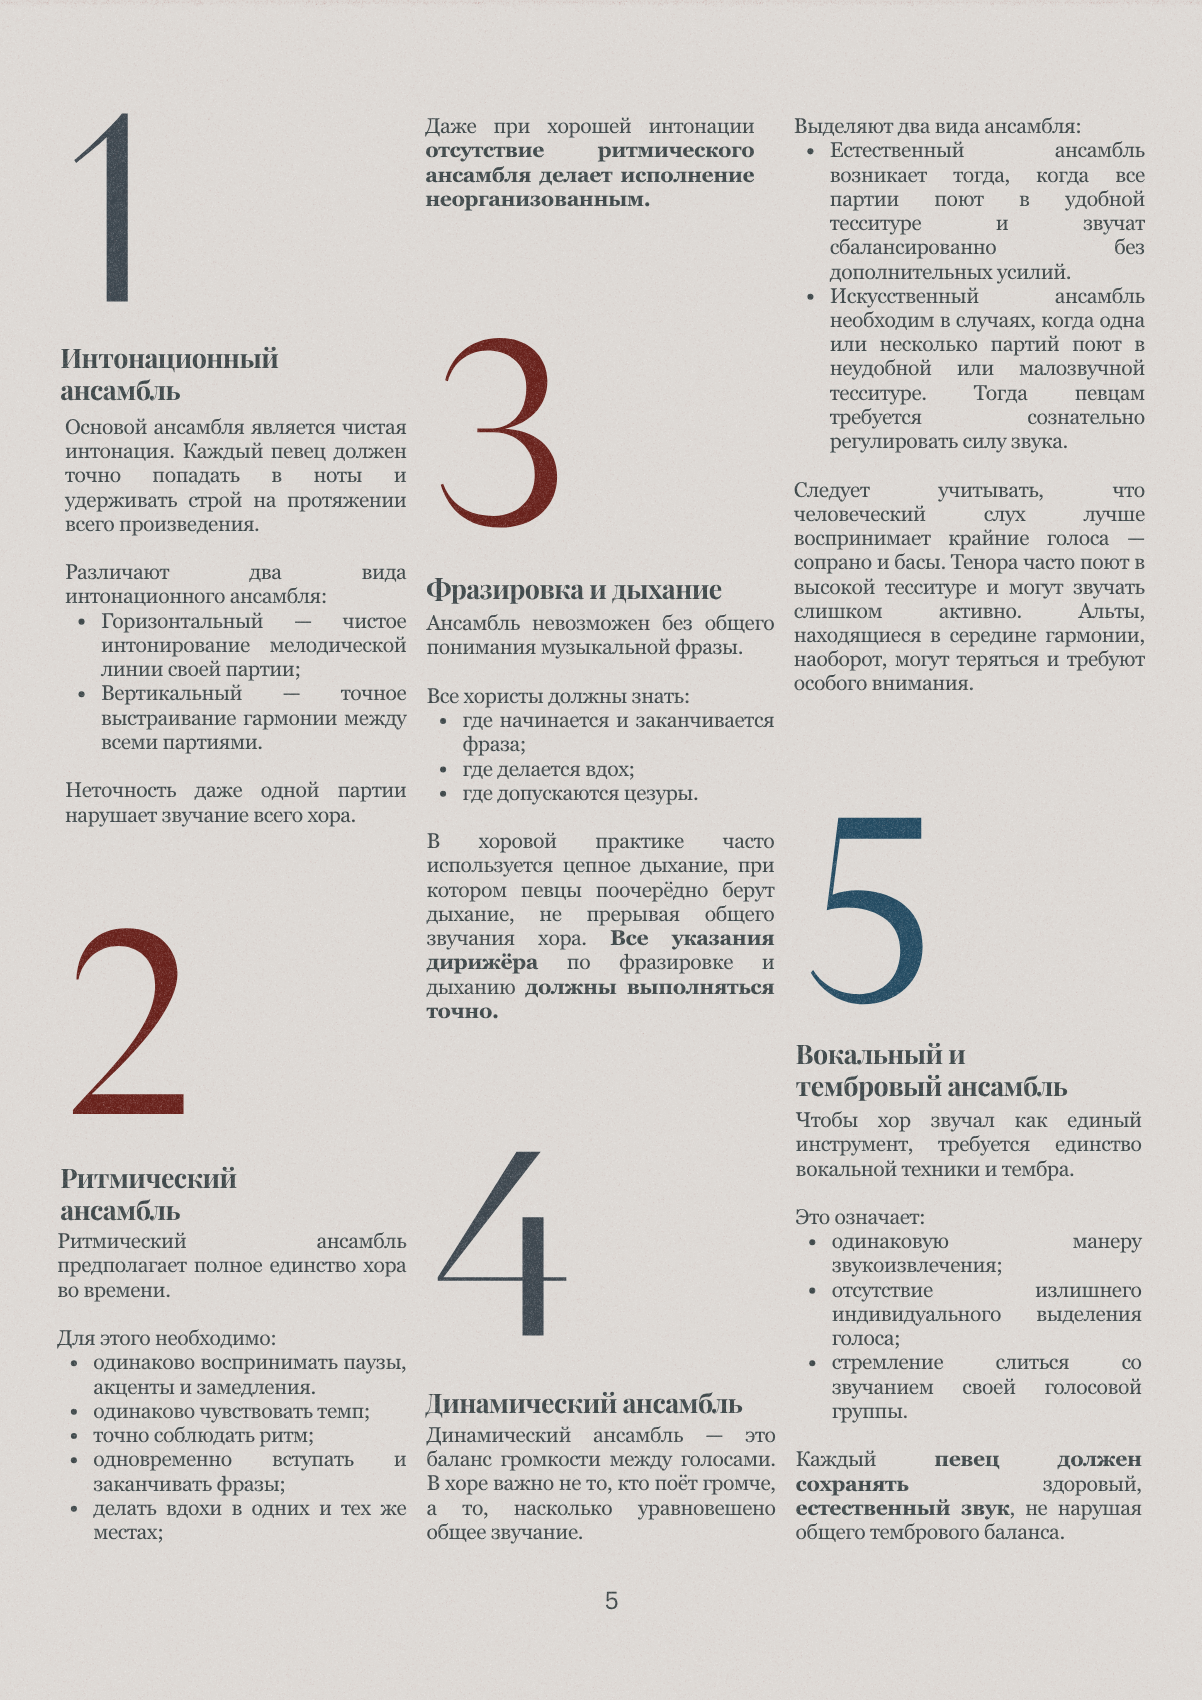 1
Интонационный
ансамбль
Основой ансамбля является чистая
интонация. Каждый певец должен
точно попадать в ноты и
удерживать строй на протяжении
всего произведения.
Различают два вида
интонационного ансамбля:
• Горизонтальный — чистое
интонирование мелодической
линии своей партии;
• Вертикальный — точное
выстраивание гармонии между
всеми партиями.
Неточность даже одной партии
нарушает звучание всего хора.
2
Ритмический
ансамбль
Ритмический ансамбль
предполагает полное единство хора
во времени.
Для этого необходимо:
• одинаково воспринимать паузы,
акценты и замедления.
• одинаково чувствовать темп;
• точно соблюдать ритм;
• одновременно вступать и
заканчивать фразы;
• делать вдохи в одних и тех же
местах;
Даже при хорошей интонации
отсутствие ритмического
ансамбля делает исполнение
неорганизованным.
3
Фразировка и дыхание
Ансамбль невозможен без общего
понимания музыкальной фразы.
Все хористы должны знать:
• где начинается и заканчивается
фраза;
• где делается вдох;
• где допускаются цезуры.
В хоровой практике часто
используется цепное дыхание, при
котором певцы поочерёдно берут
дыхание, не прерывая общего
звучания хора. Все указания
дирижёра по фразировке и
дыханию должны выполняться
точно.
4
Динамический ансамбль
Динамический ансамбль — это
баланс громкости между голосами.
В хоре важно не то, кто поёт громче,
а то, насколько уравновешено
общее звучание.
Выделяют два вида ансамбля:
• Естественный ансамбль
возникает тогда, когда все
партии поют в удобной
тесситуре и звучат
сбалансированно без
дополнительных усилий.
• Искусственный ансамбль
необходим в случаях, когда одна
или несколько партий поют в
неудобной или малозвучной
тесситуре. Тогда певцам
требуется сознательно
регулировать силу звука.
Следует учитывать, что
человеческий слух лучше
воспринимает крайние голоса —
сопрано и басы. Тенора часто поют в
высокой тесситуре и могут звучать
слишком активно. Альты,
находящиеся в середине гармонии,
наоборот, могут теряться и требуют
особого внимания.
5
Вокальный и
тембровый ансамбль
Чтобы хор звучал как единый
инструмент, требуется единство
вокальной техники и тембра.
Это означает:
• одинаковую манеру
звукоизвлечения;
• отсутствие излишнего
индивидуального выделения
голоса;
• стремление слиться со
звучанием своей голосовой
группы.
Каждый певец должен
сохранять здоровый,
естественный звук, не нарушая
общего тембрового баланса.
5